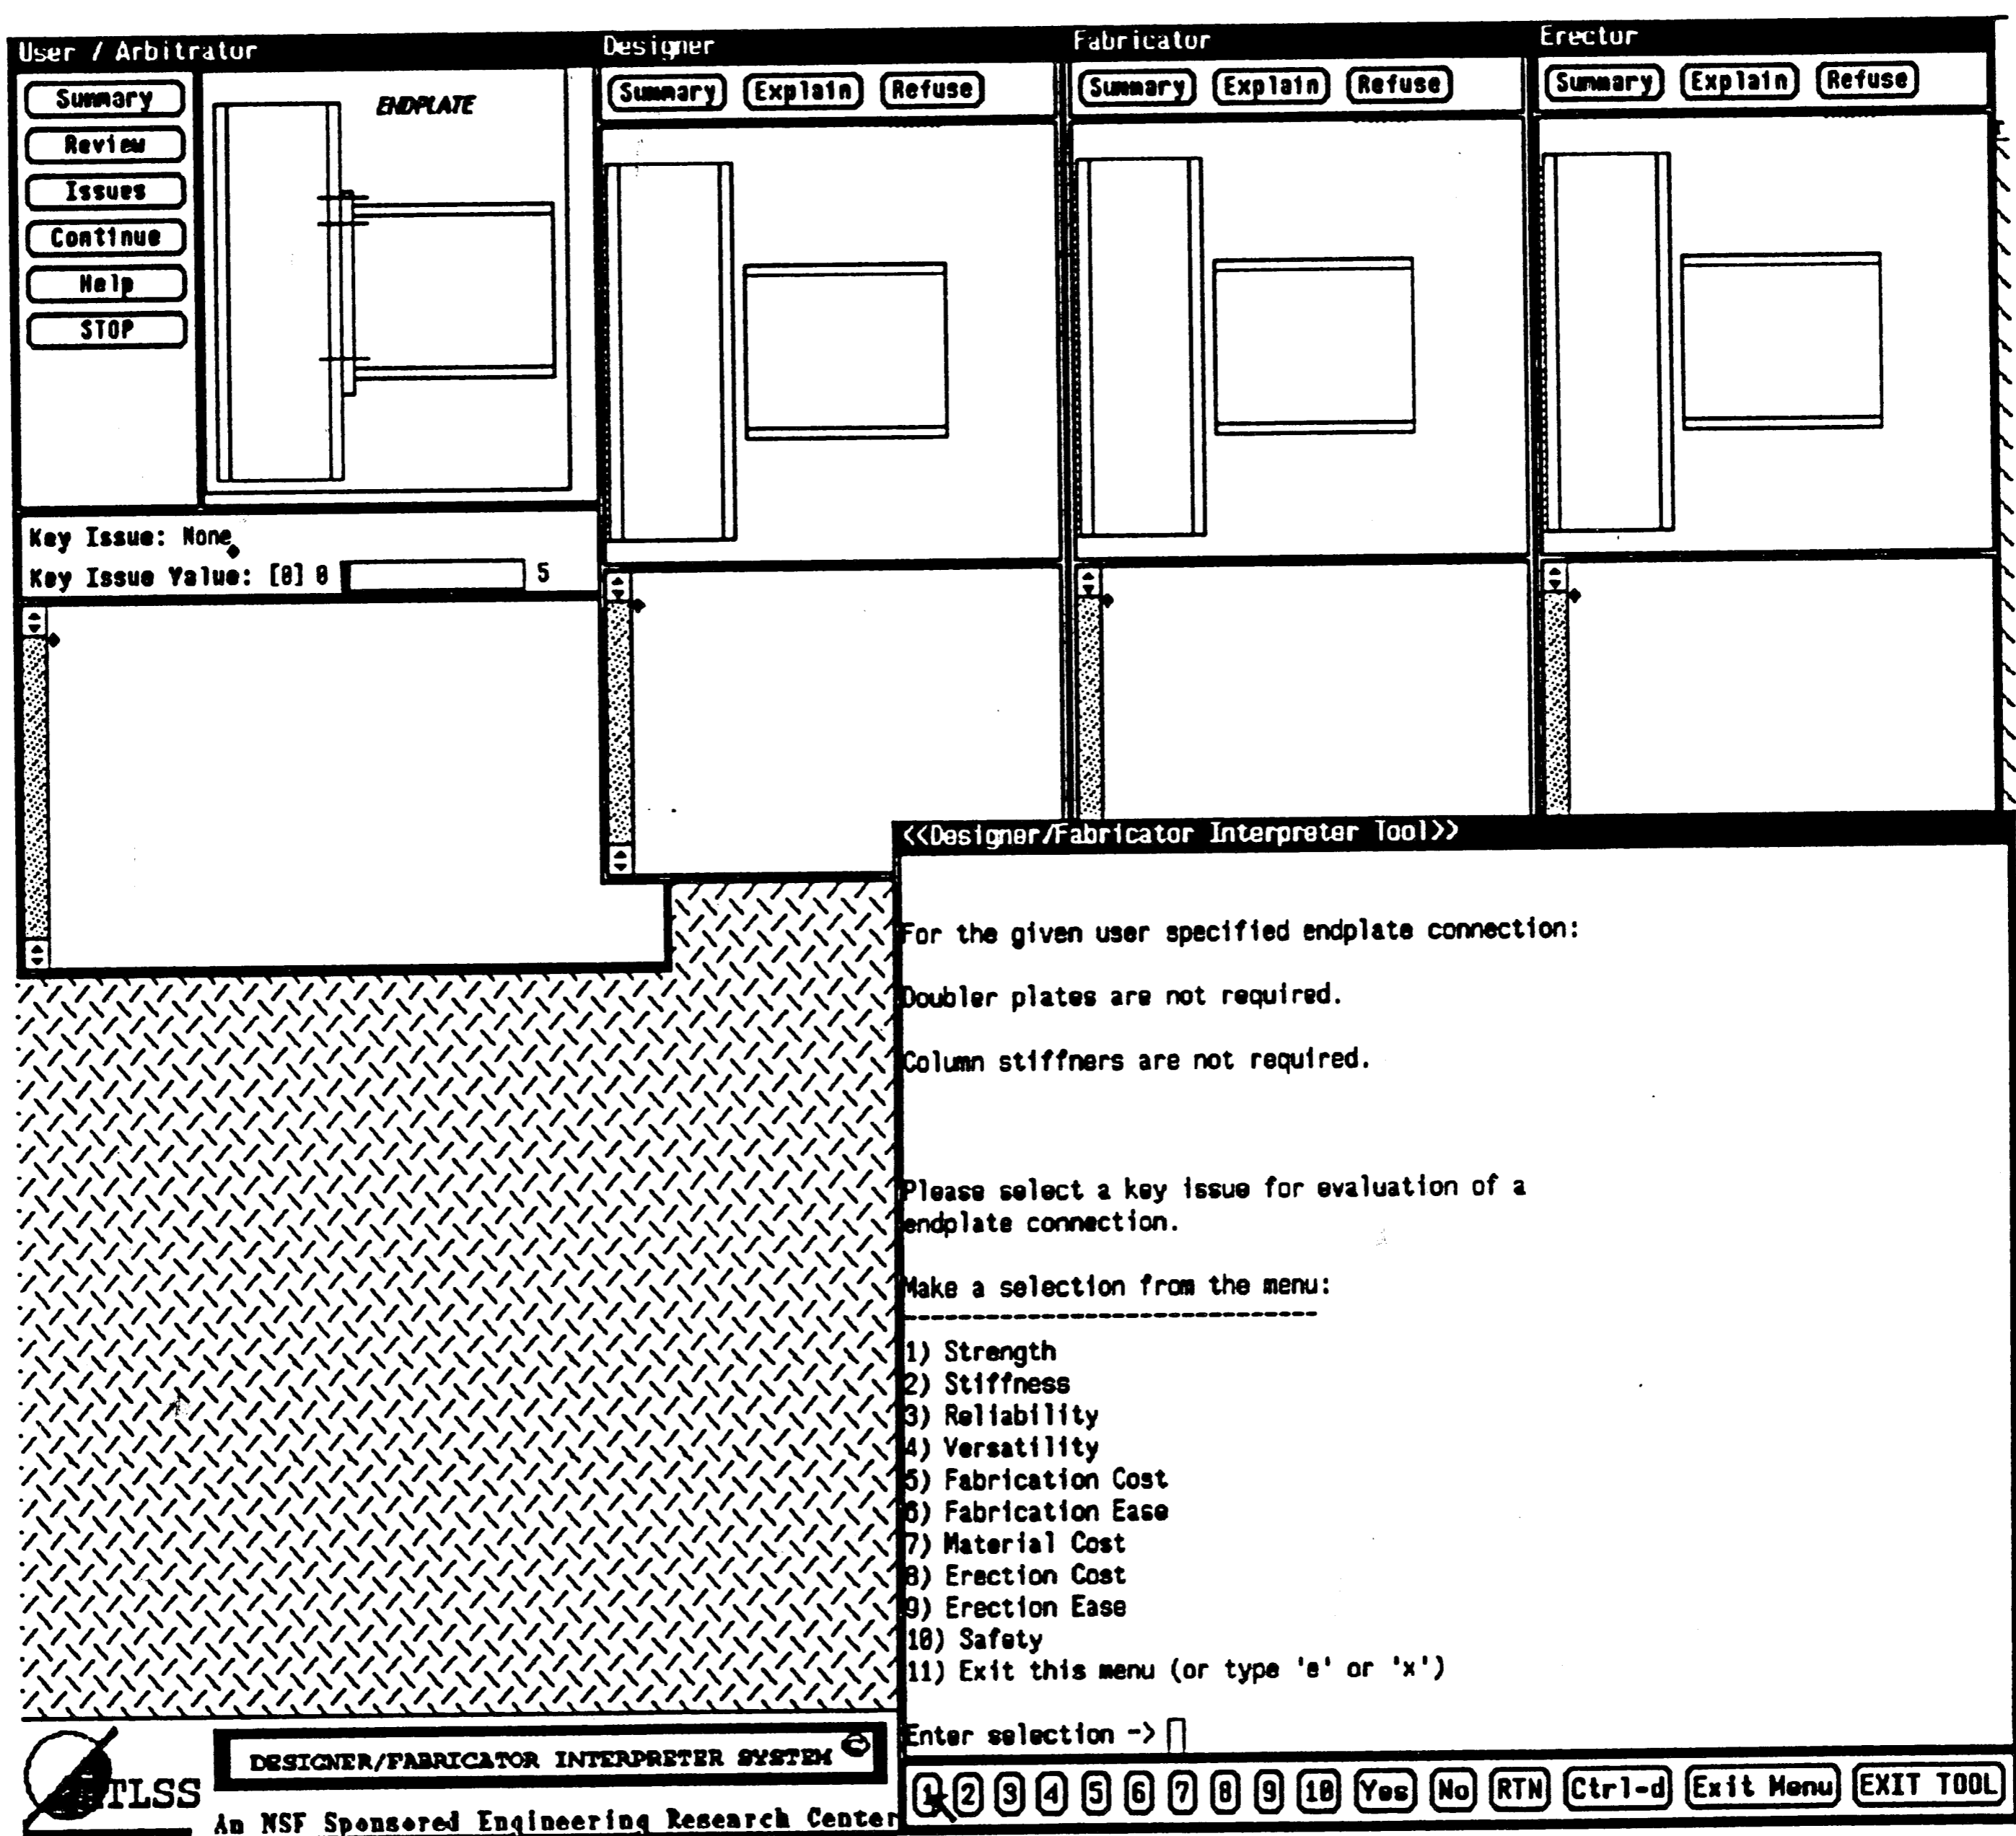 User / Arbitrator
Summary
Review
Issues
Continue
Help
STOP
ENDPLATE
Key Issue: None
Key Issue Value: [0] 0 5
Designer
Summary Explain Refuse
Fabricator
Summary Explain Refuse
Erector
Summary Explain Refuse
<<Designer/Fabricator Interpreter Tool>>
For the given user specified endplate connection:
Doubler plates are not required.
Column stiffners are not required.
Please select a key issue for evaluation of a
endplate connection.
Make a selection from the menu:
-------------------------------
1) Strength
2) Stiffness
3) Reliability
4) Versatility
5) Fabrication Cost
6) Fabrication Ease
7) Material Cost
8) Erection Cost
9) Erection Ease
10) Safety
11) Exit this menu (or type 'e' or 'x')
Enter selection ->
1 2 3 4 5 6 7 8 9 10 Yes No RTN Ctrl-d Exit Menu EXIT TOOL
ATLSS
DESIGNER/FABRICATOR INTERPRETER SYSTEM ©
An NSF Sponsored Engineering Research Center